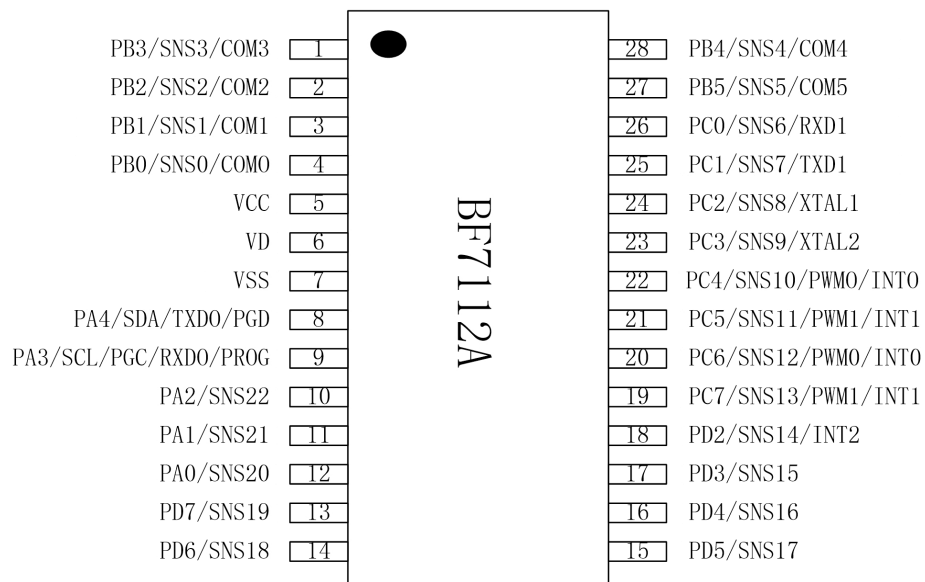 PB3/SNS3/COM3 1 28 PB4/SNS4/COM4
PB2/SNS2/COM2 2 27 PB5/SNS5/COM5
PB1/SNS1/COM1 3 26 PC0/SNS6/RXD1
PB0/SNS0/COM0 4 25 PC1/SNS7/TXD1
VCC 5 24 PC2/SNS8/XTAL1
VD 6 23 PC3/SNS9/XTAL2
VSS 7 22 PC4/SNS10/PWM0/INT0
PA4/SDA/TXD0/PGD 8 21 PC5/SNS11/PWM1/INT1
PA3/SCL/PGC/RXD0/PROG 9 20 PC6/SNS12/PWM0/INT0
PA2/SNS22 10 19 PC7/SNS13/PWM1/INT1
PA1/SNS21 11 18 PD2/SNS14/INT2
PA0/SNS20 12 17 PD3/SNS15
PD7/SNS19 13 16 PD4/SNS16
PD6/SNS18 14 15 PD5/SNS17
BF7112A